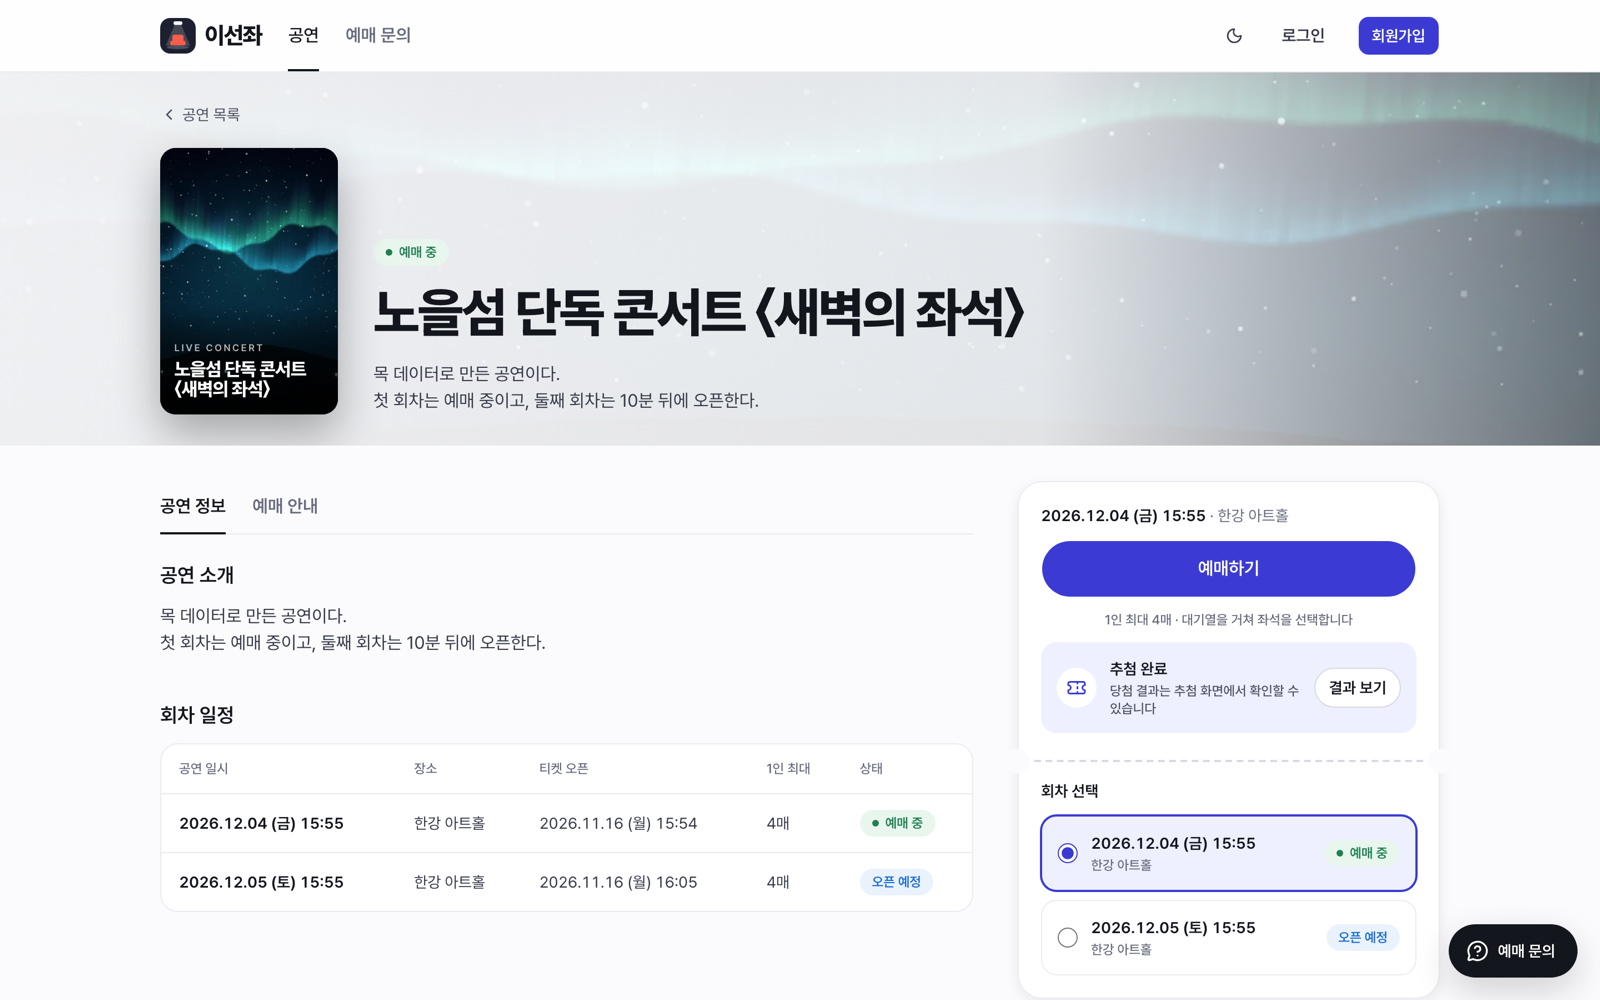 이선좌
공연
예매 문의
로그인
회원가입
공연 목록
LIVE CONCERT
노을섬 단독 콘서트
〈새벽의 좌석〉
예매 중
노을섬 단독 콘서트 〈새벽의 좌석〉
목 데이터로 만든 공연이다.
첫 회차는 예매 중이고, 둘째 회차는 10분 뒤에 오픈한다.
공연 정보
예매 안내
공연 소개
목 데이터로 만든 공연이다.
첫 회차는 예매 중이고, 둘째 회차는 10분 뒤에 오픈한다.
회차 일정
공연 일시 장소 티켓 오픈 1인 최대 상태
2026.12.04 (금) 15:55 한강 아트홀 2026.11.16 (월) 15:54 4매 예매 중
2026.12.05 (토) 15:55 한강 아트홀 2026.11.16 (월) 16:05 4매 오픈 예정
2026.12.04 (금) 15:55 · 한강 아트홀
예매하기
1인 최대 4매 · 대기열을 거쳐 좌석을 선택합니다
추첨 완료
당첨 결과는 추첨 화면에서 확인할 수
있습니다
결과 보기
회차 선택
2026.12.04 (금) 15:55
한강 아트홀
예매 중
2026.12.05 (토) 15:55
한강 아트홀
오픈 예정
예매 문의